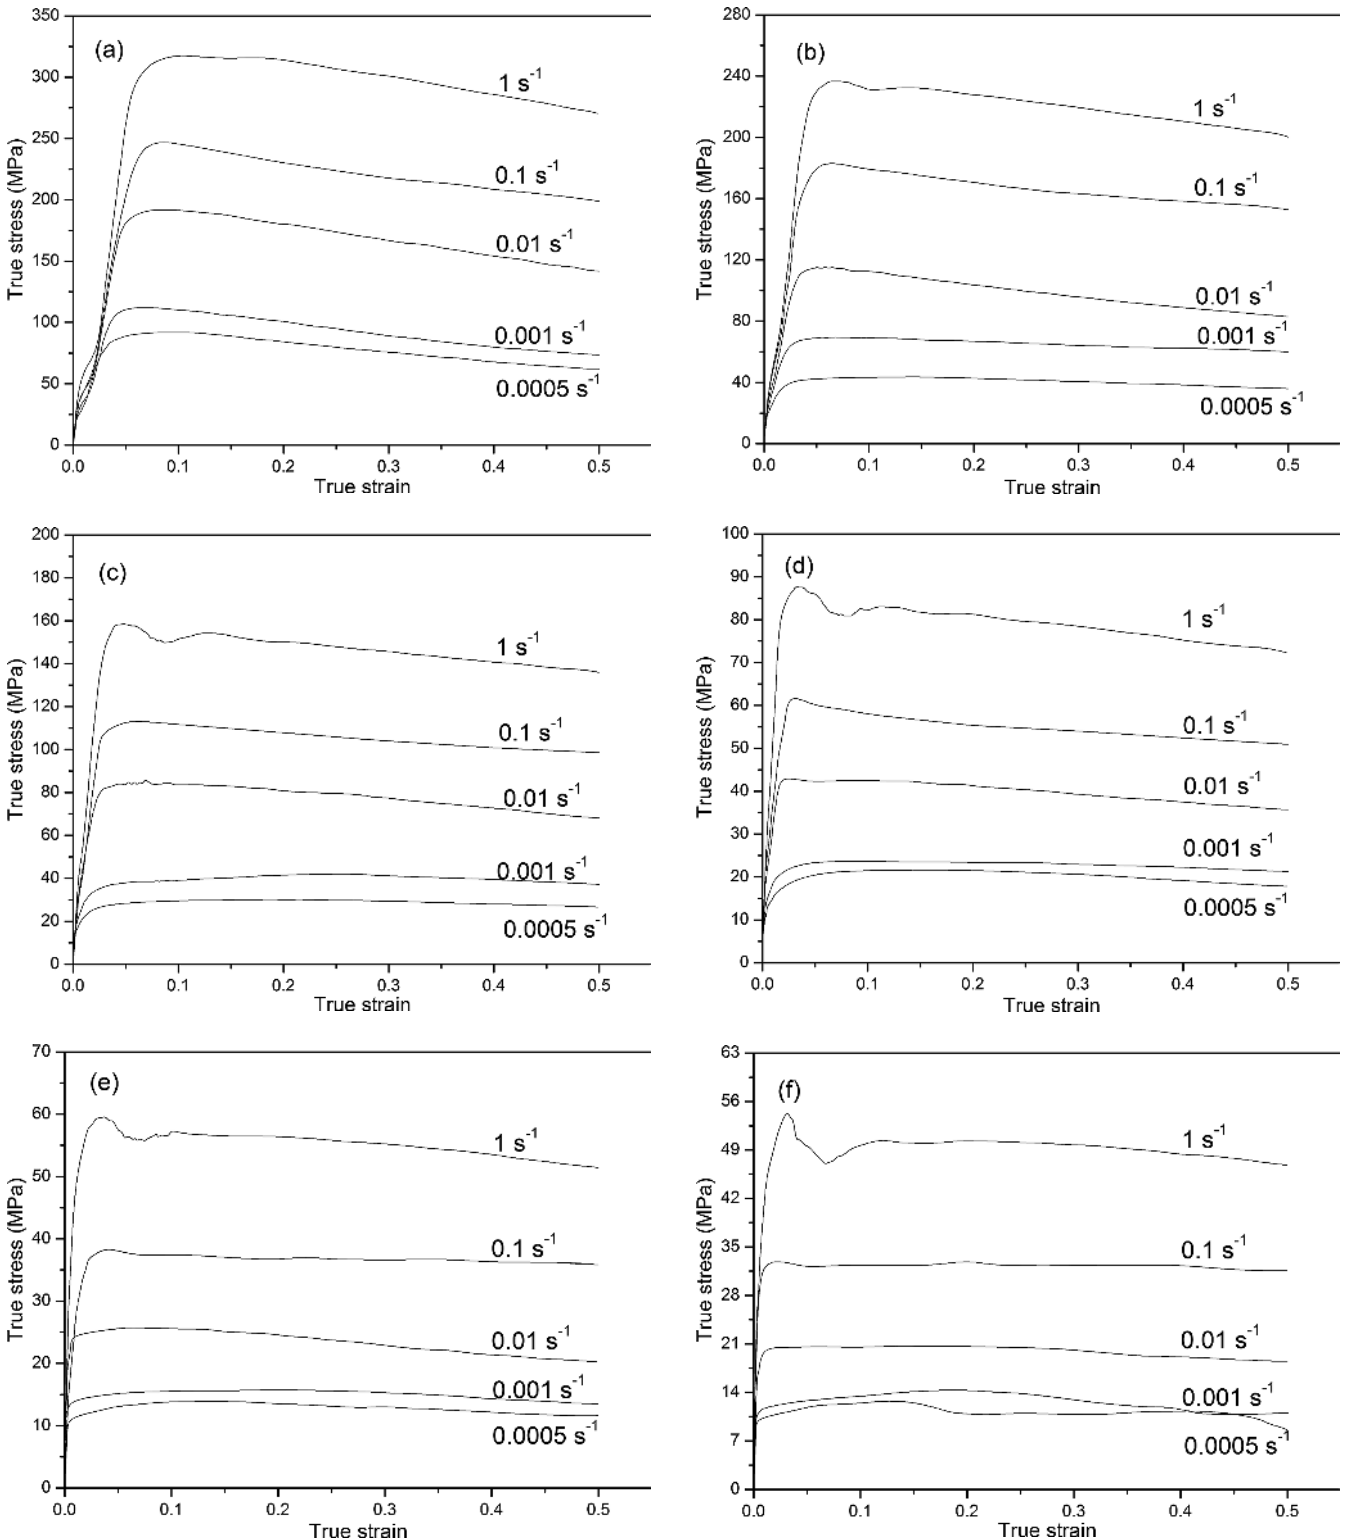 (a)
350
300
250
200
150
100
50
0
True stress (MPa)
1 s-1
0.1 s-1
0.01 s-1
0.001 s-1
0.0005 s-1
0.0 0.1 0.2 0.3 0.4 0.5
True strain
(b)
280
240
200
160
120
80
40
0
True stress (MPa)
1 s-1
0.1 s-1
0.01 s-1
0.001 s-1
0.0005 s-1
0.0 0.1 0.2 0.3 0.4 0.5
True strain
(c)
200
180
160
140
120
100
80
60
40
20
0
True stress (MPa)
1 s-1
0.1 s-1
0.01 s-1
0.001 s-1
0.0005 s-1
0.0 0.1 0.2 0.3 0.4 0.5
True strain
(d)
100
90
80
70
60
50
40
30
20
10
0
True stress (MPa)
1 s-1
0.1 s-1
0.01 s-1
0.001 s-1
0.0005 s-1
0.0 0.1 0.2 0.3 0.4 0.5
True strain
(e)
70
60
50
40
30
20
10
0
True stress (MPa)
1 s-1
0.1 s-1
0.01 s-1
0.001 s-1
0.0005 s-1
0.0 0.1 0.2 0.3 0.4 0.5
True strain
(f)
63
56
49
42
35
28
21
14
7
0
True stress (MPa)
1 s-1
0.1 s-1
0.01 s-1
0.001 s-1
0.0005 s-1
0.0 0.1 0.2 0.3 0.4 0.5
True strain